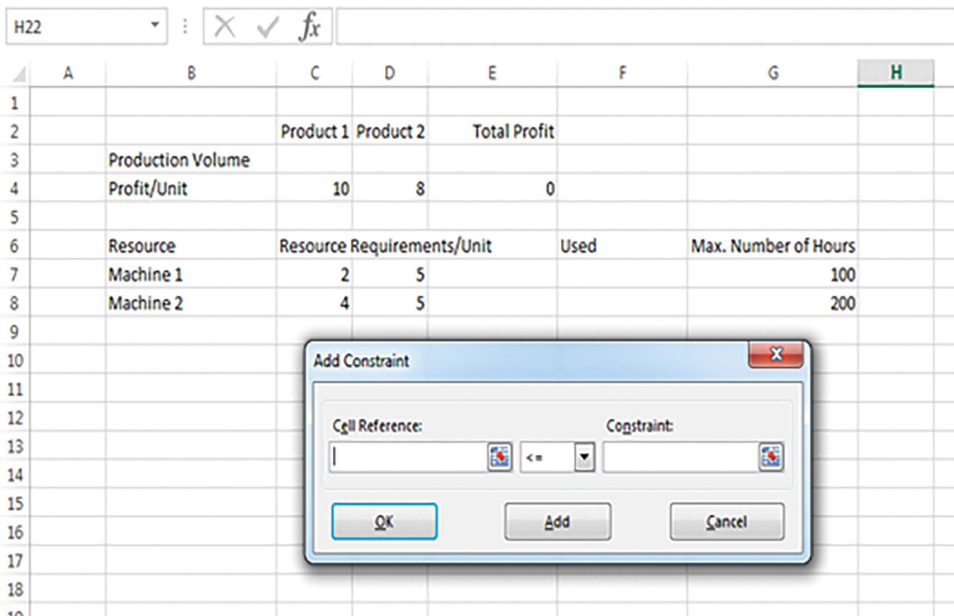 H22
fx
A B C D E F G H
1
2 Product 1 Product 2 Total Profit
3 Production Volume
4 Profit/Unit 10 8 0
5
6 Resource Resource Requirements/Unit Used Max. Number of Hours
7 Machine 1 2 5 100
8 Machine 2 4 5 200
9
10
Add Constraint
11
12
Cell Reference: Constraint:
13
<=
14
15
16
OK Add Cancel
17
18
19